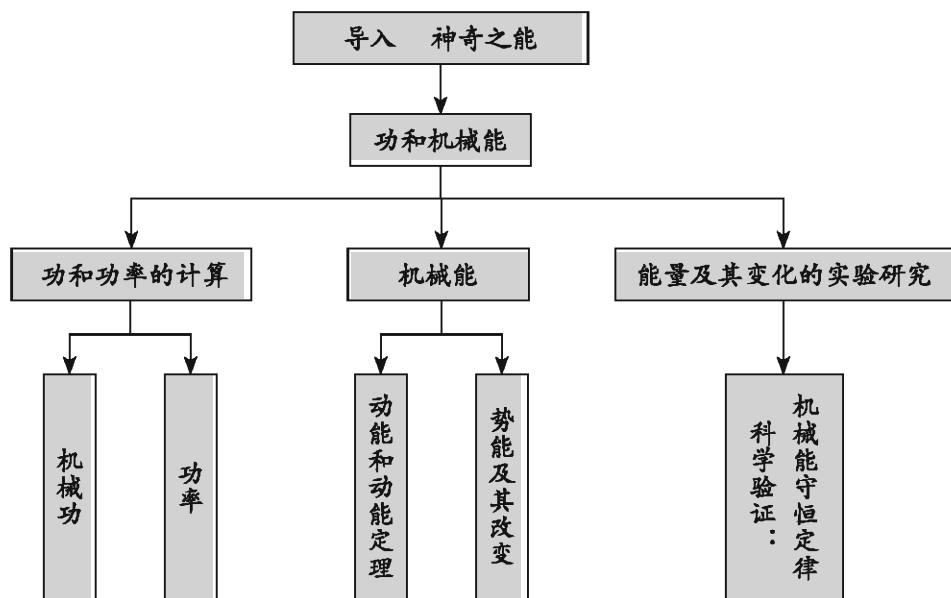 导入 神奇之能
功和机械能
功和功率的计算
机械能
能量及其变化的实验研究
机械功
功率
动能和动能定理
势能及其改变
科学验证：
机械能守恒定律